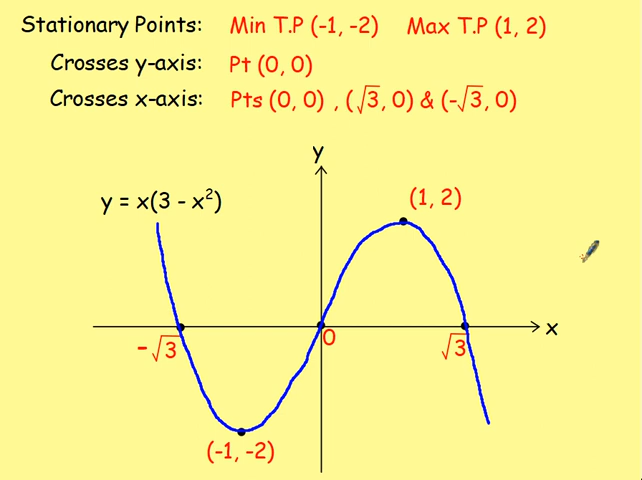 Stationary Points: Min T.P (-1, -2) Max T.P (1, 2)
Crosses y-axis: Pt (0, 0)
Crosses x-axis: Pts (0, 0) , (√3, 0) & (-√3, 0)
y
y = x(3 - x²)
(1, 2)
x
0
-√3
√3
(-1, -2)